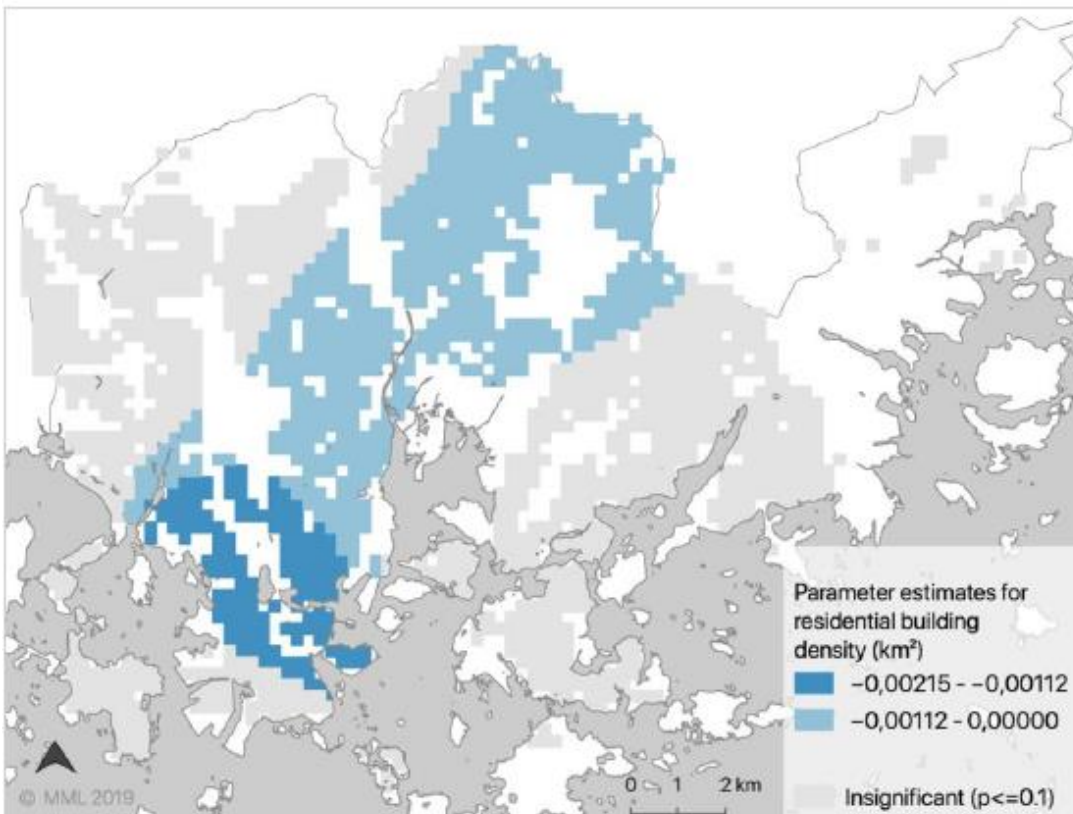 Parameter estimates for
residential building
density (km²)
−0,00215 - −0,00112
−0,00112 - 0,00000
Insignificant (p<=0.1)
0 1 2 km
© MML 2019